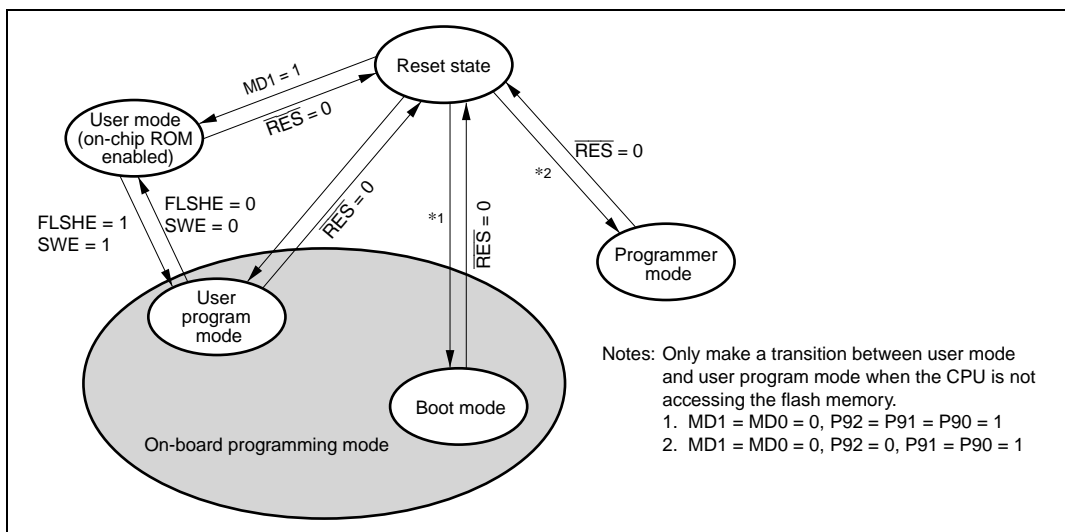 Reset state
MD1 = 1
RES = 0
User mode
(on-chip ROM
enabled)
FLSHE = 1
SWE = 1
FLSHE = 0
SWE = 0
RES = 0
*1
RES = 0
*2
RES = 0
Programmer
mode
User
program
mode
Boot mode
On-board programming mode
Notes: Only make a transition between user mode
and user program mode when the CPU is not
accessing the flash memory.
1. MD1 = MD0 = 0, P92 = P91 = P90 = 1
2. MD1 = MD0 = 0, P92 = 0, P91 = P90 = 1